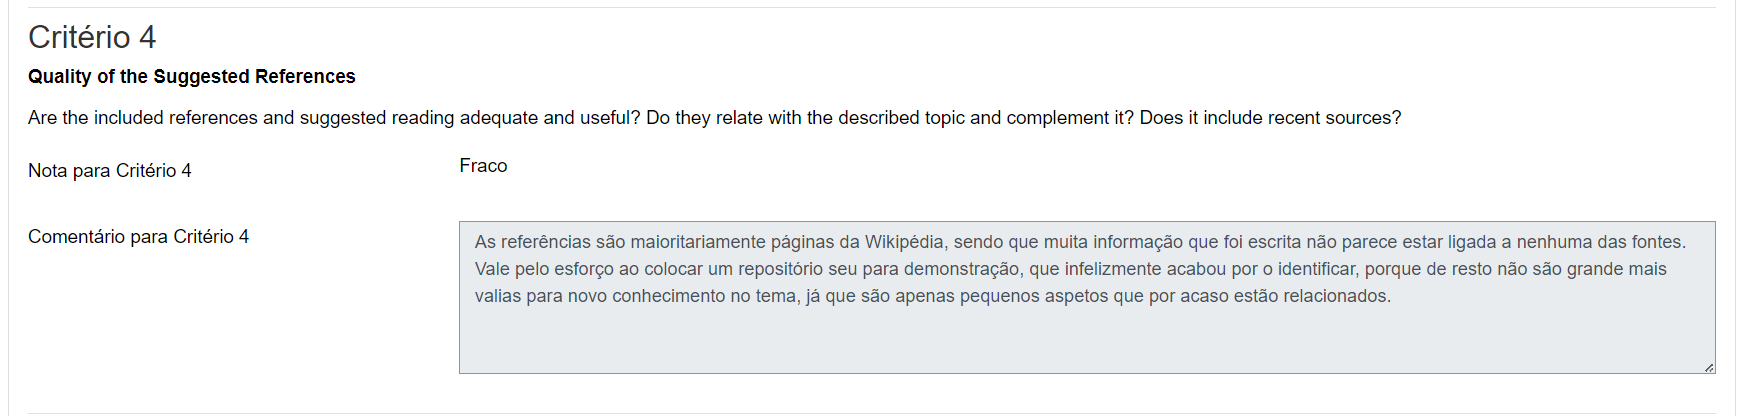 Critério 4
Quality of the Suggested References
Are the included references and suggested reading adequate and useful? Do they relate with the described topic and complement it? Does it include recent sources?
Nota para Critério 4
Fraco
Comentário para Critério 4
As referências são maioritariamente páginas da Wikipédia, sendo que muita informação que foi escrita não parece estar ligada a nenhuma das fontes.
Vale pelo esforço ao colocar um repositório seu para demonstração, que infelizmente acabou por o identificar, porque de resto não são grande mais
valias para novo conhecimento no tema, já que são apenas pequenos aspetos que por acaso estão relacionados.